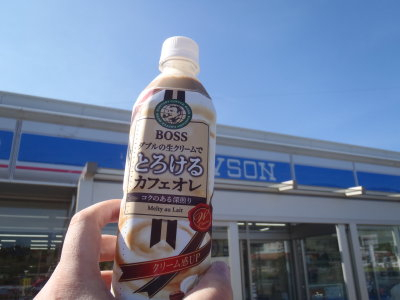 BOSS
ダブルの生クリームで
とろける
カフェオレ
コクのある深煎り
Melty au Lait
W
クリーム感UP
WSON